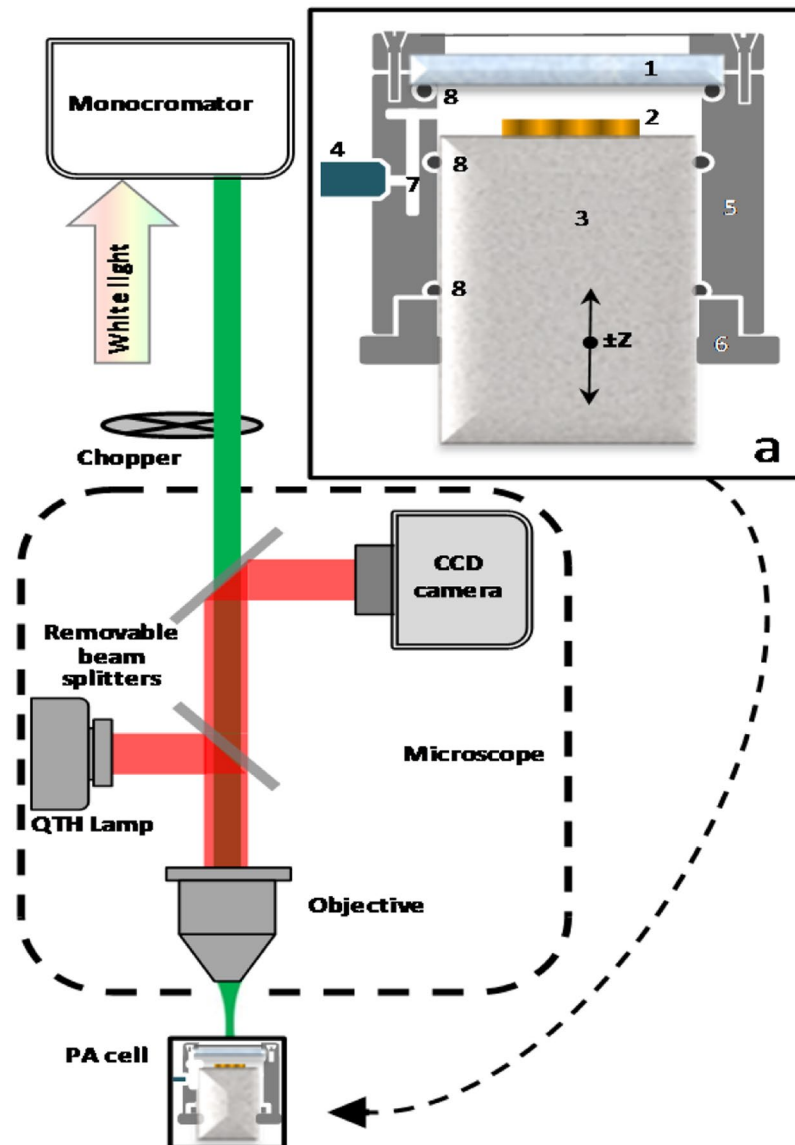 Monocromator
White light
Chopper
1
8
2
4
8
7
3
5
8
±Z
6
a
CCD
camera
Removable
beam
splitters
Microscope
QTH Lamp
Objective
PA cell